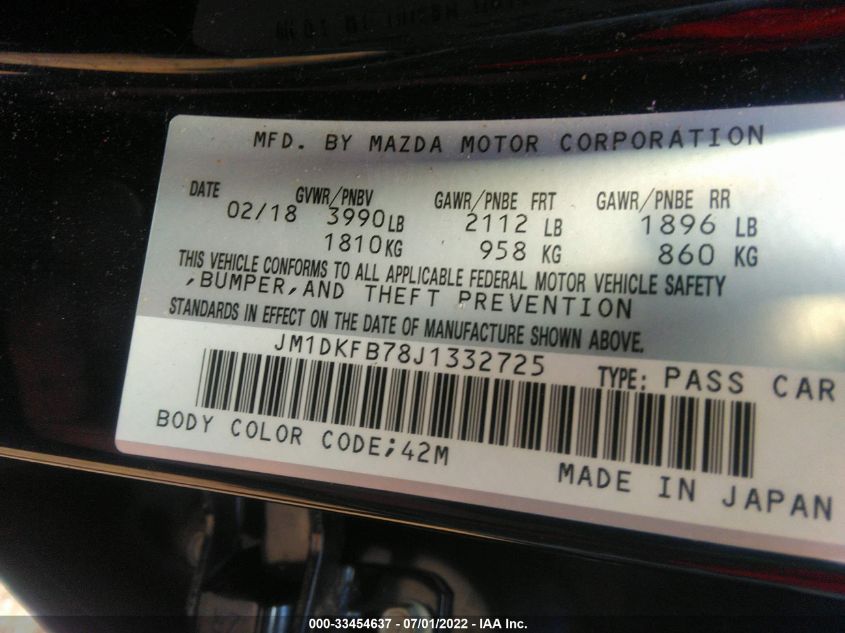 MFD. BY MAZDA MOTOR CORPORATION
DATE GVWR/PNBV GAWR/PNBE FRT GAWR/PNBE RR
02/18 3990LB 2112 LB 1896 LB
1810KG 958 KG 860 KG
THIS VEHICLE CONFORMS TO ALL APPLICABLE FEDERAL MOTOR VEHICLE SAFETY
,BUMPER,AND THEFT PREVENTION
STANDARDS IN EFFECT ON THE DATE OF MANUFACTURE SHOWN ABOVE.
JM1DKFB78J1332725 TYPE: PASS CAR
BODY COLOR CODE;42M MADE IN JAPAN
000-33454637 - 07/01/2022 - IAA Inc.